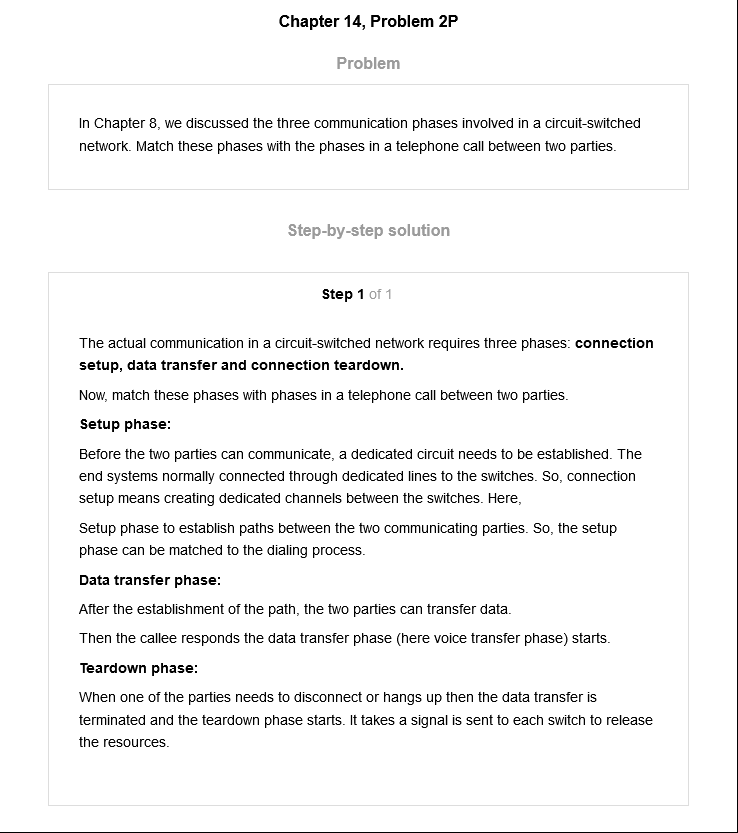 Chapter 14, Problem 2P
Problem
In Chapter 8, we discussed the three communication phases involved in a circuit-switched
network. Match these phases with the phases in a telephone call between two parties.
Step-by-step solution
Step 1 of 1
The actual communication in a circuit-switched network requires three phases: connection
setup, data transfer and connection teardown.
Now, match these phases with phases in a telephone call between two parties.
Setup phase:
Before the two parties can communicate, a dedicated circuit needs to be established. The
end systems normally connected through dedicated lines to the switches. So, connection
setup means creating dedicated channels between the switches. Here,
Setup phase to establish paths between the two communicating parties. So, the setup
phase can be matched to the dialing process.
Data transfer phase:
After the establishment of the path, the two parties can transfer data.
Then the callee responds the data transfer phase (here voice transfer phase) starts.
Teardown phase:
When one of the parties needs to disconnect or hangs up then the data transfer is
terminated and the teardown phase starts. It takes a signal is sent to each switch to release
the resources.